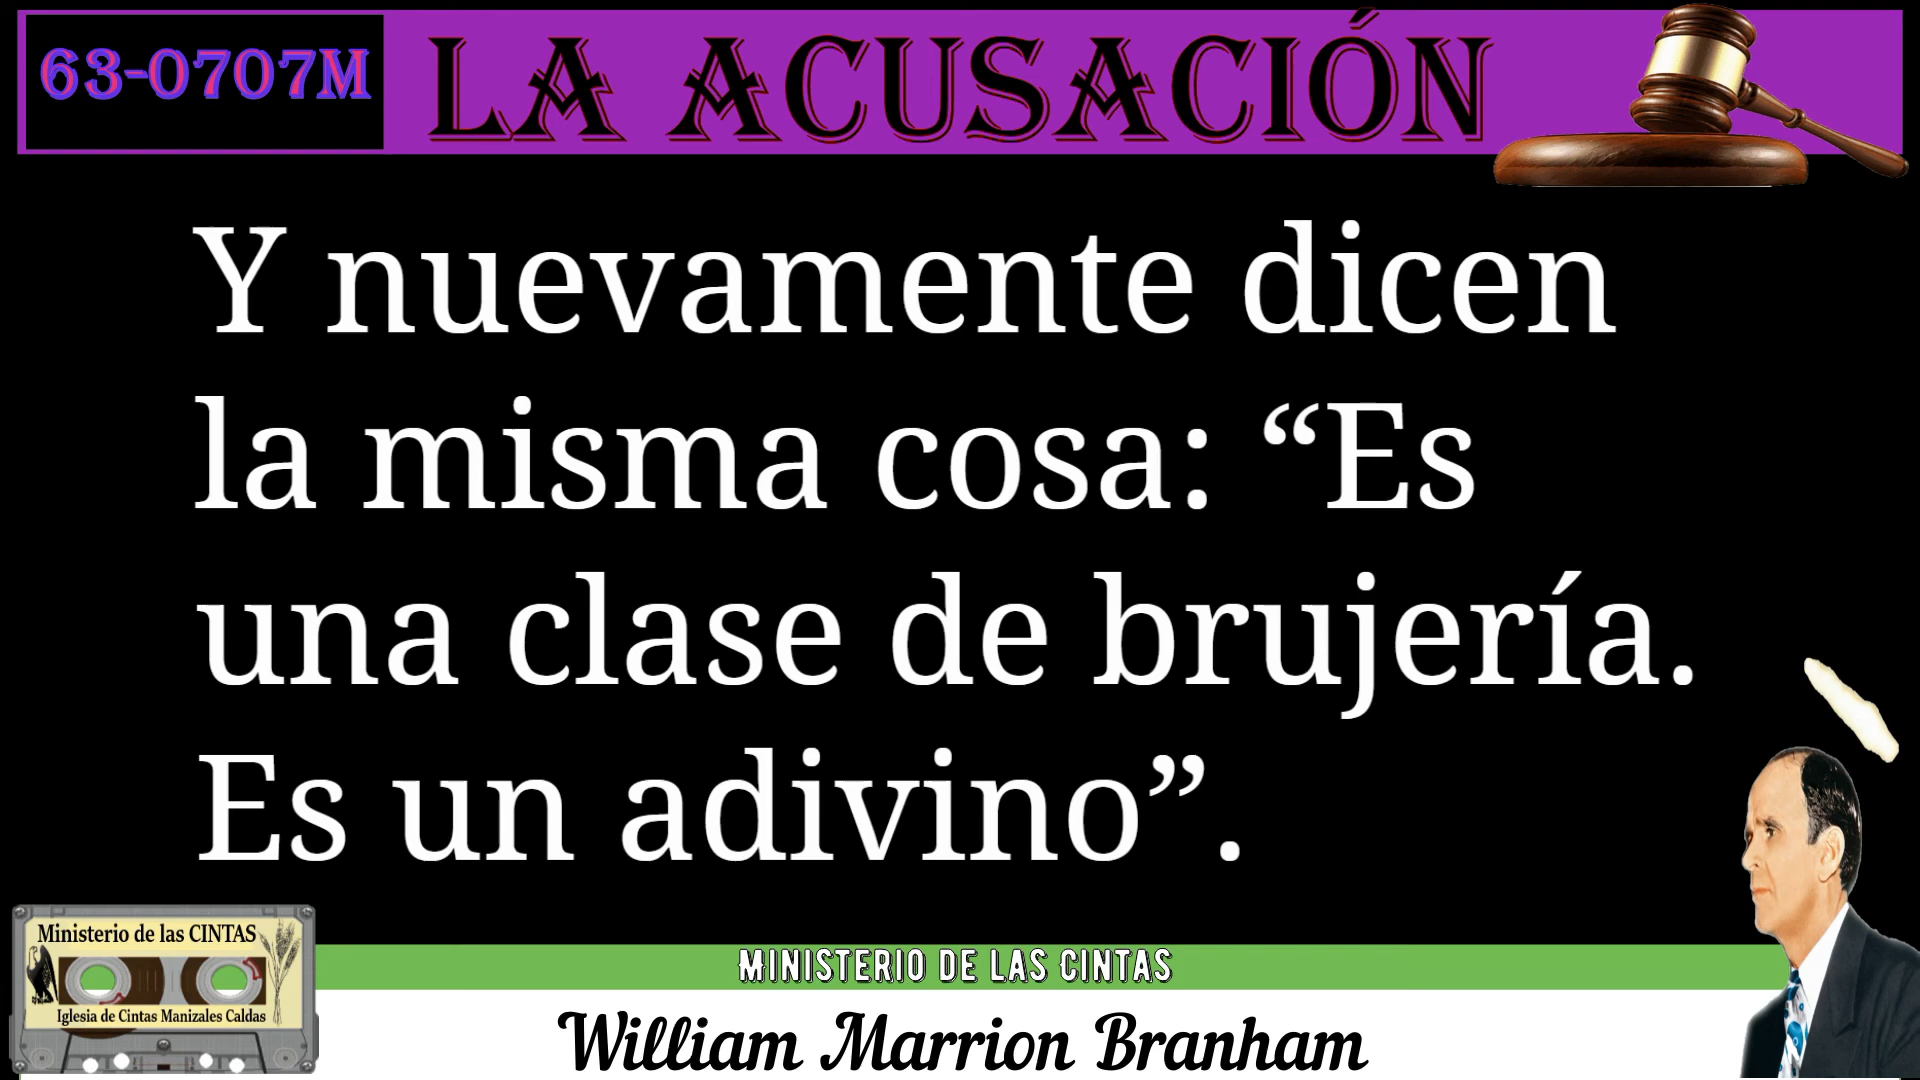 63-0707M
LA ACUSACIÓN
Y nuevamente dicen
la misma cosa: “Es
una clase de brujería.
Es un adivino”.
Ministerio de las CINTAS
Iglesia de Cintas Manizales Caldas
MINISTERIO DE LAS CINTAS
William Marrion Branham